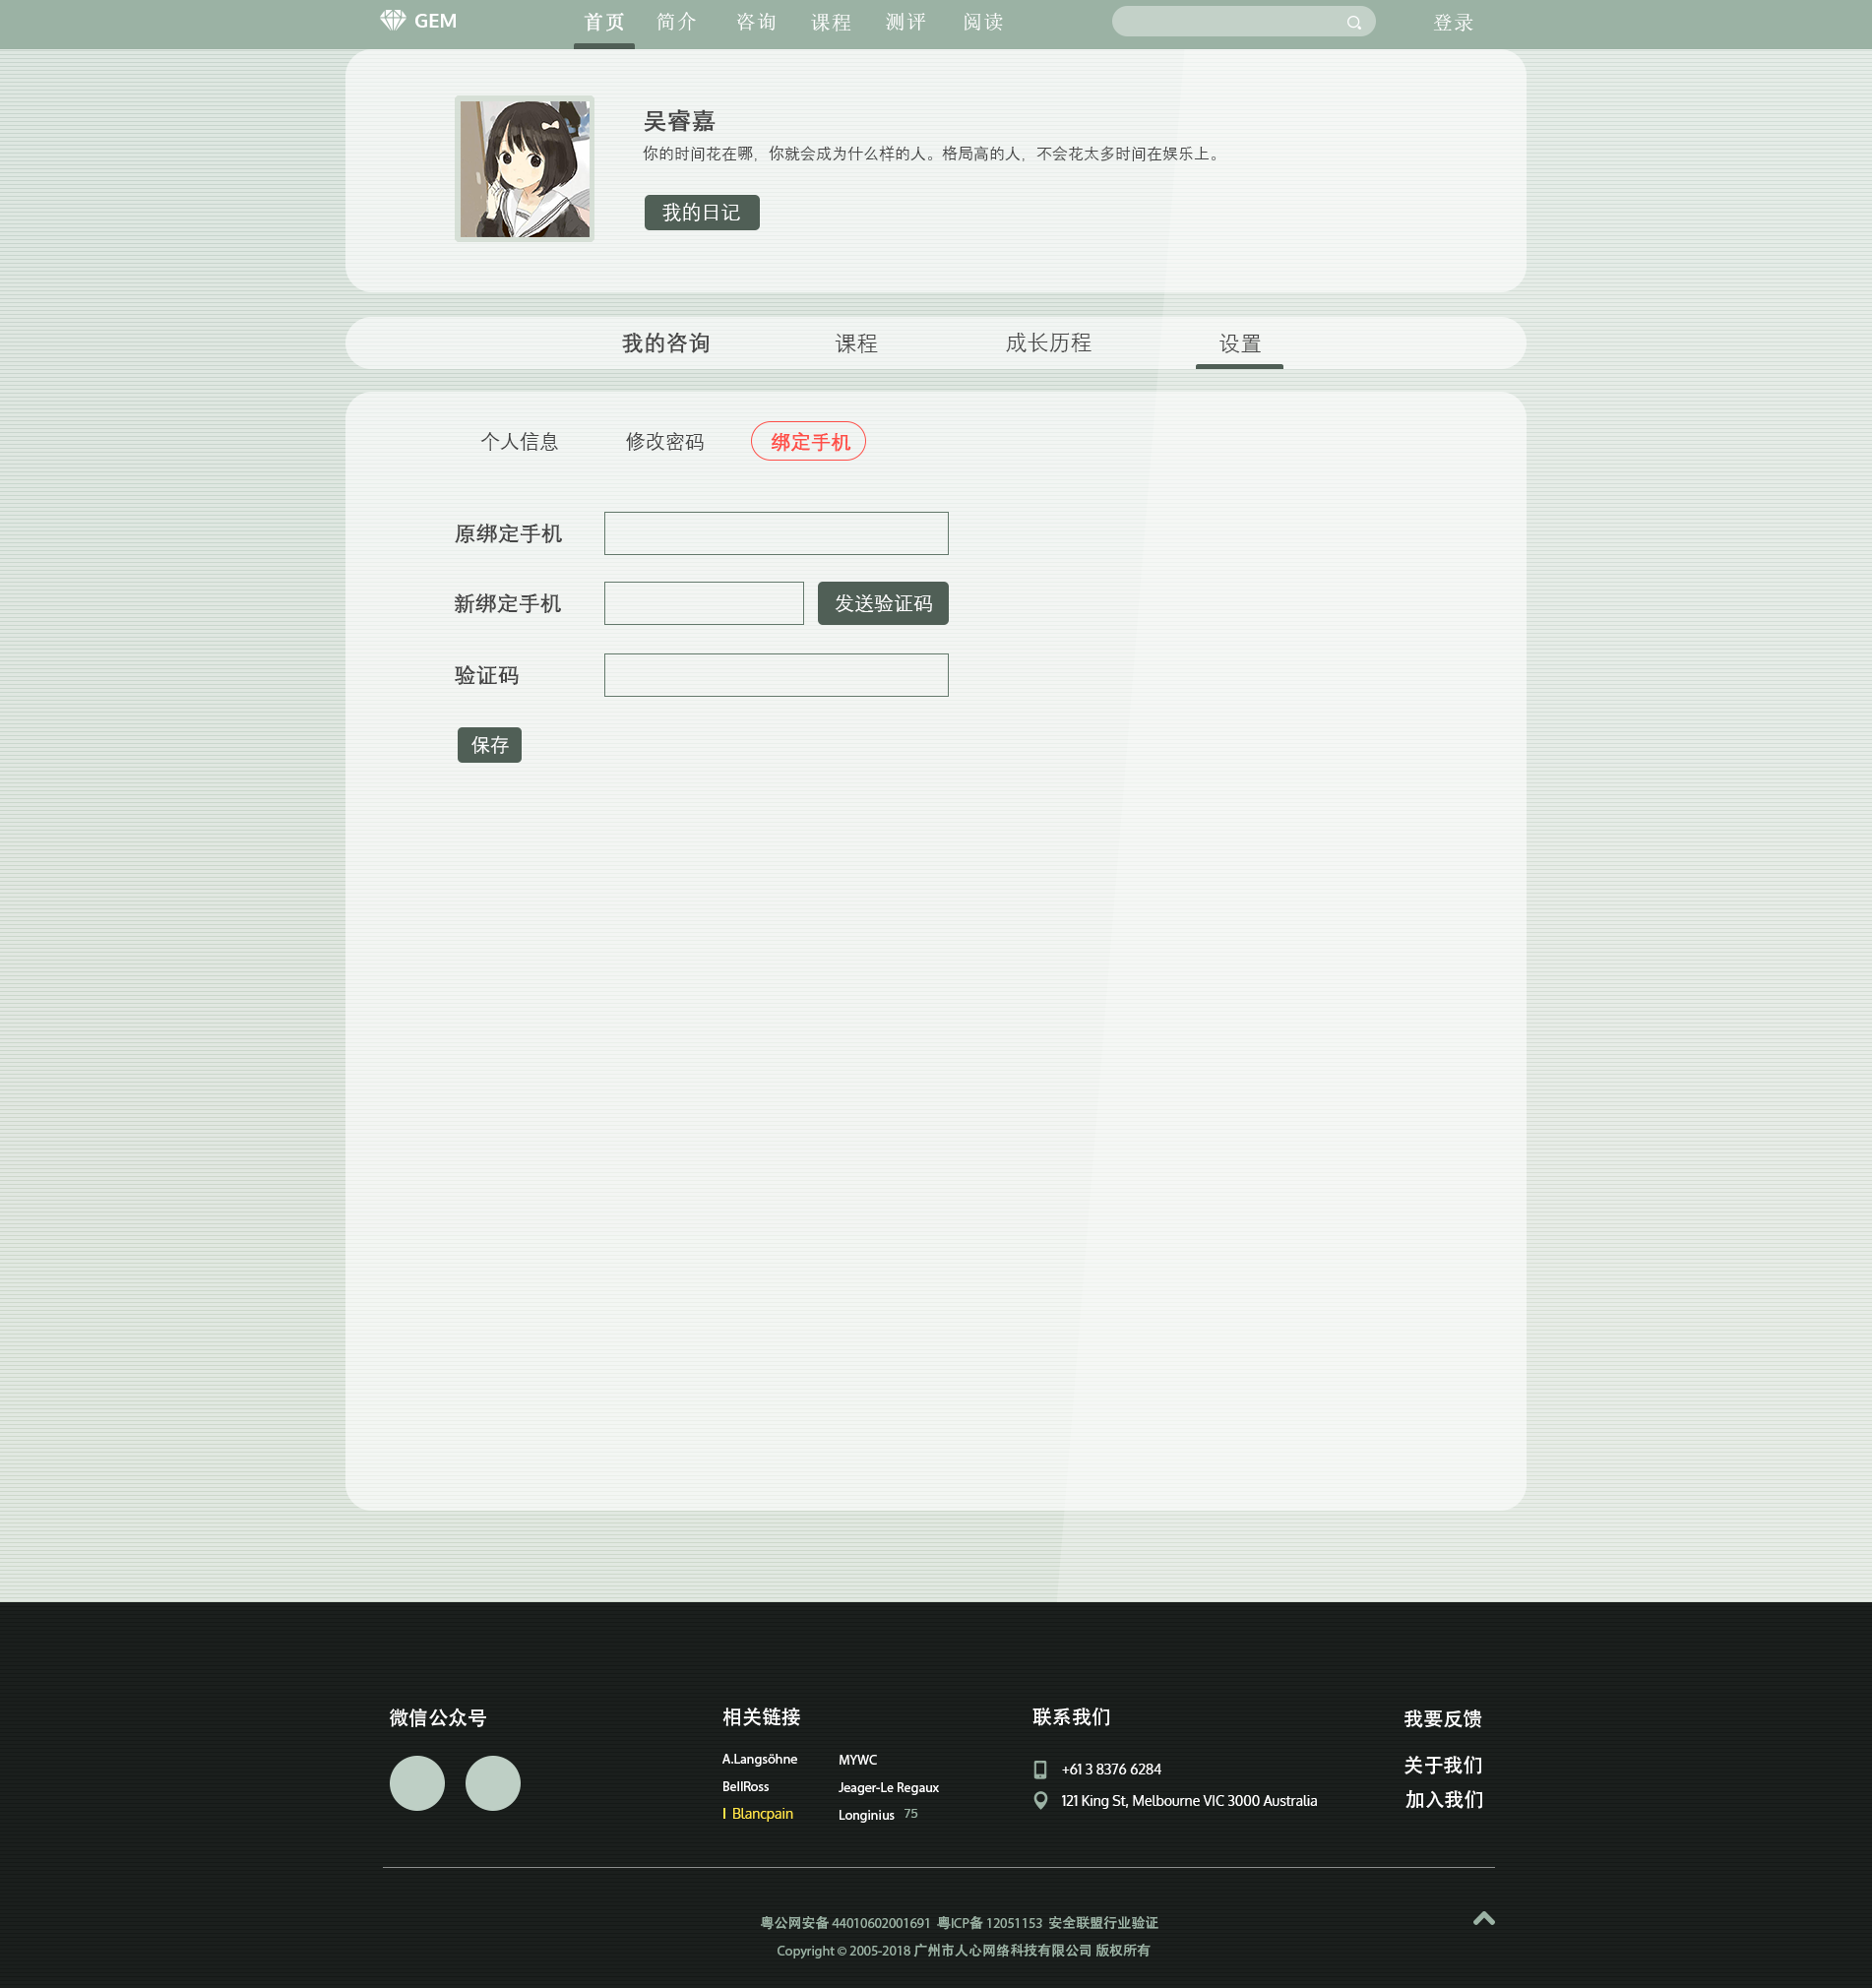 GEM 首页 简介 咨询 课程 测评 阅读 登录
吴睿嘉
你的时间花在哪，你就会成为什么样的人。格局高的人，不会花太多时间在娱乐上。
我的日记
我的咨询 课程 成长历程 设置
个人信息 修改密码 绑定手机
原绑定手机
新绑定手机 发送验证码
验证码
保存
微信公众号
相关链接
A.Langsöhne MYWC
BellRoss Jeager-Le Regaux
Blancpain Longinius 75
联系我们
+61 3 8376 6284
121 King St, Melbourne VIC 3000 Australia
我要反馈
关于我们
加入我们
粤公网安备 44010602001691 粤ICP备 12051153 安全联盟行业验证
Copyright © 2005-2018 广州市人心网络科技有限公司 版权所有